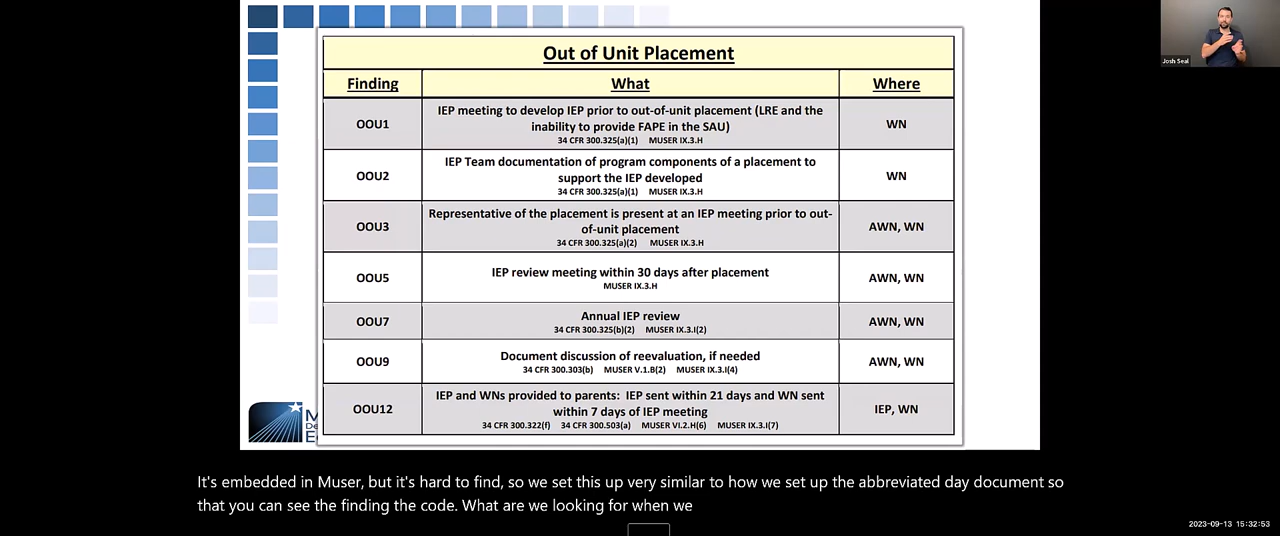 Out of Unit Placement
Finding What Where
OOU1 IEP meeting to develop IEP prior to out-of-unit placement (LRE and the inability to provide FAPE in the SAU) WN
34 CFR 300.325(a)(1) MUSER IX.3.H
OOU2 IEP Team documentation of program components of a placement to support the IEP developed WN
34 CFR 300.325(a)(1) MUSER IX.3.H
OOU3 Representative of the placement is present at an IEP meeting prior to out-of-unit placement AWN, WN
34 CFR 300.325(a)(2) MUSER IX.3.H
OOU5 IEP review meeting within 30 days after placement AWN, WN
MUSER IX.3.H
OOU7 Annual IEP review AWN, WN
34 CFR 300.325(b)(2) MUSER IX.3.I(2)
OOU9 Document discussion of reevaluation, if needed AWN, WN
34 CFR 300.303(b) MUSER V.1.B(2) MUSER IX.3.I(4)
OOU12 IEP and WNs provided to parents: IEP sent within 21 days and WN sent within 7 days of IEP meeting IEP, WN
34 CFR 300.322(f) 34 CFR 300.503(a) MUSER VI.2.H(6) MUSER IX.3.I(7)
Josh Seal
It's embedded in Muser, but it's hard to find, so we set this up very similar to how we set up the abbreviated day document so
that you can see the finding the code. What are we looking for when we
2023-09-13 15:32:53